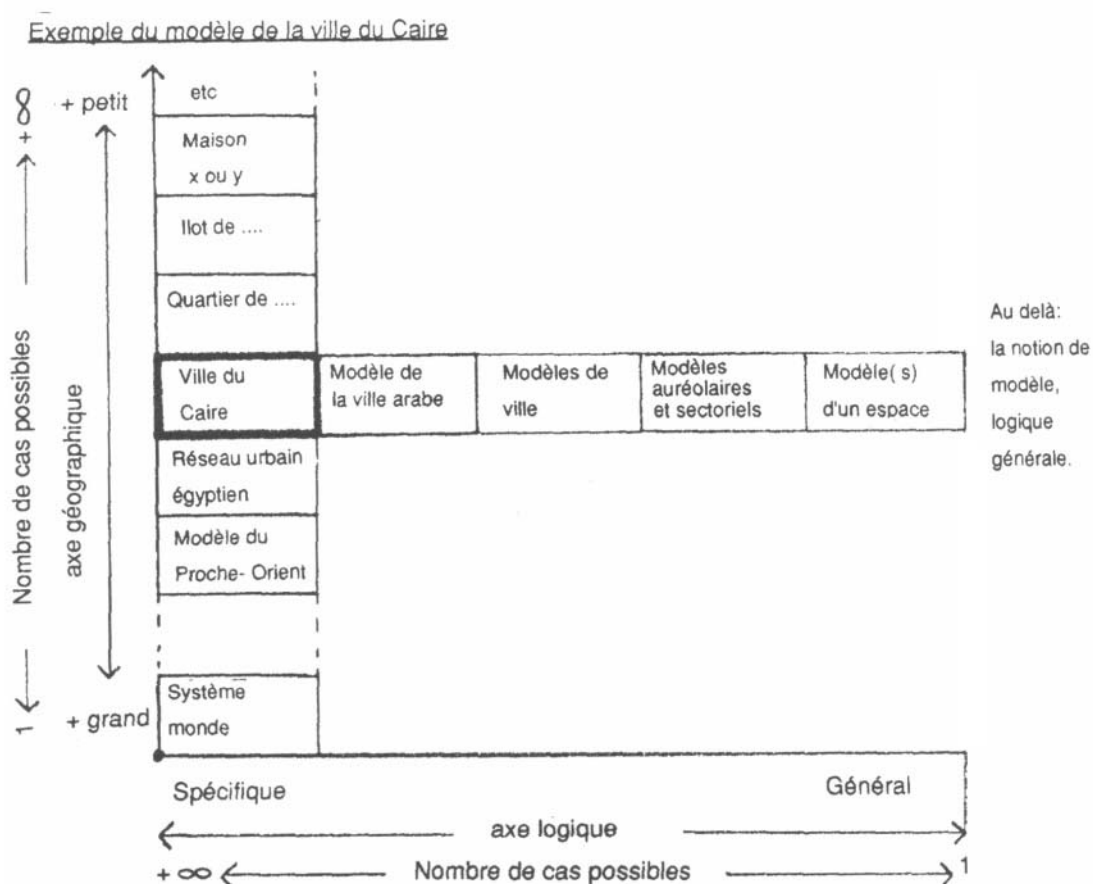 Exemple du modèle de la ville du Caire
+ ∞
+ petit
etc
Maison
x ou y
Ilot de ....
Quartier de ....
Ville du
Caire
Modèle de
la ville arabe
Modèles de
ville
Modèles
auréolaires
et sectoriels
Modèle( s)
d'un espace
Au delà:
la notion de
modèle,
logique
générale.
Réseau urbain
égyptien
Modèle du
Proche- Orient
Système
monde
Nombre de cas possibles
axe géographique
1
+ grand
Spécifique
Général
axe logique
+ ∞
Nombre de cas possibles
1